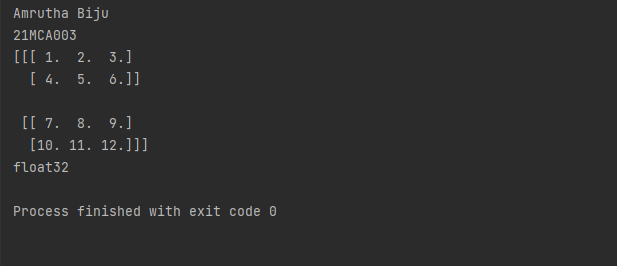 Amrutha Biju
21MCA003
[[[ 1.  2.  3.]
  [ 4.  5.  6.]]

 [[ 7.  8.  9.]
  [10. 11. 12.]]]
float32

Process finished with exit code 0